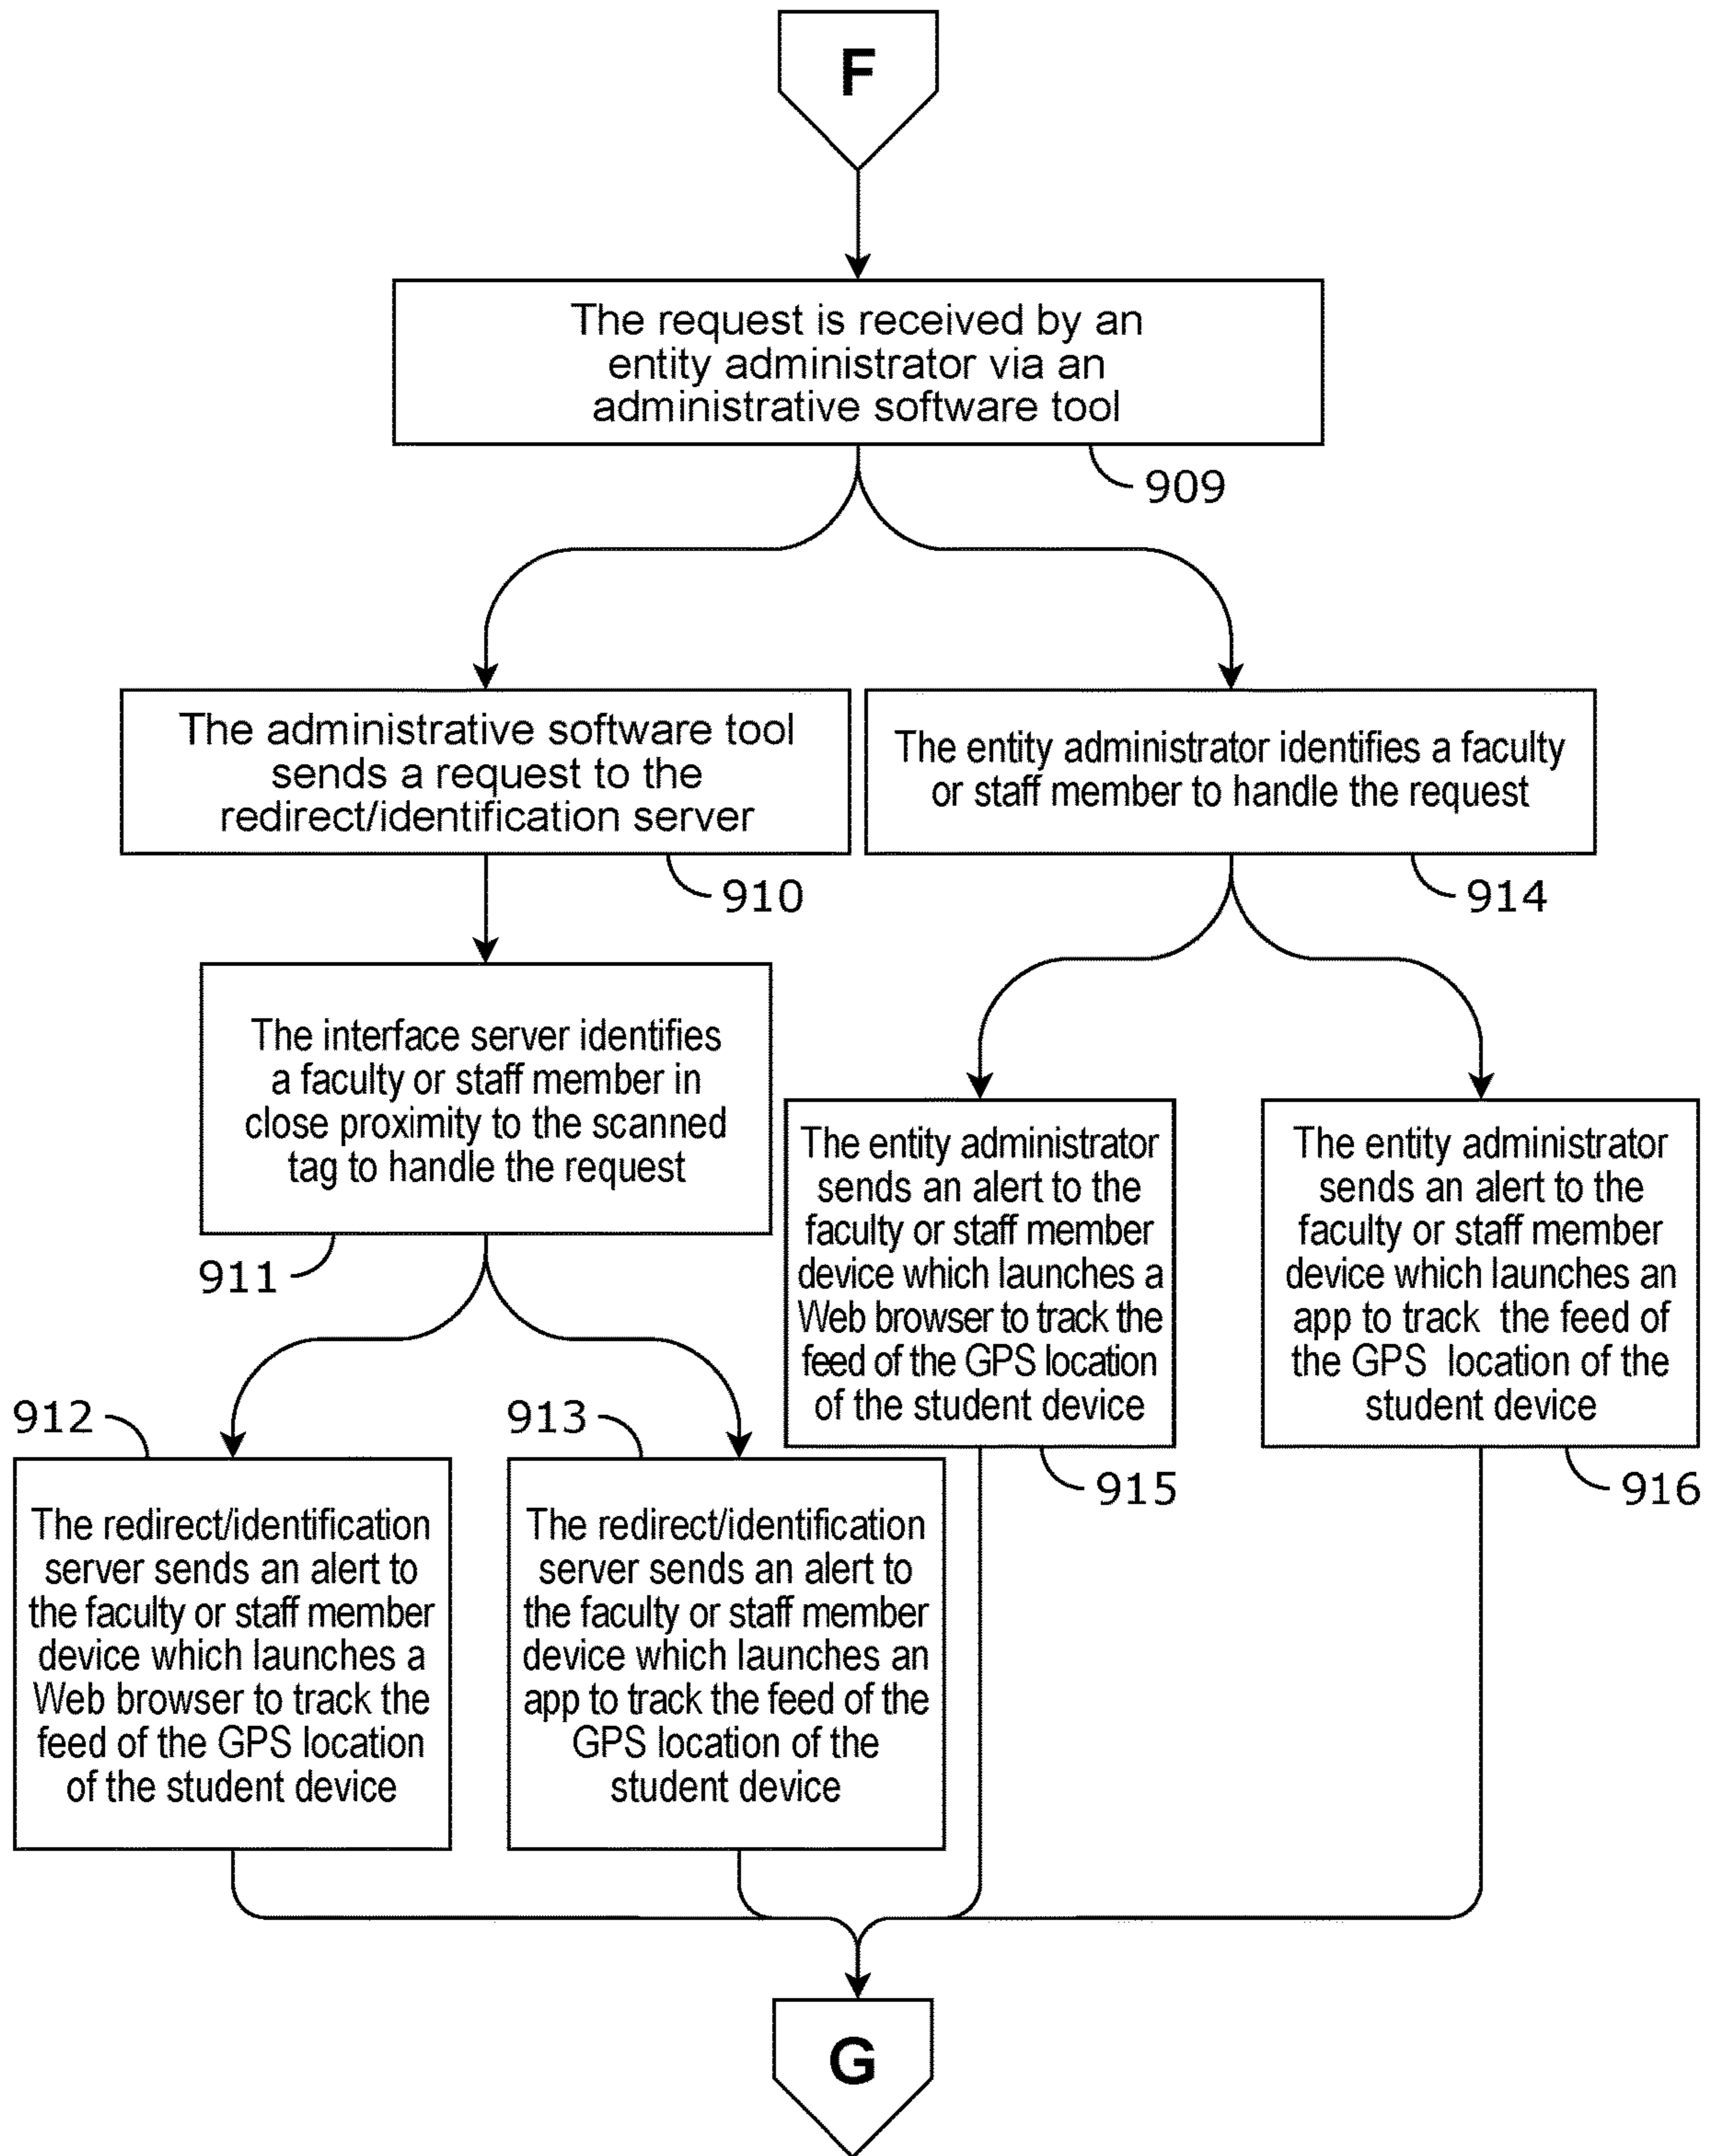 F
The request is received by an
entity administrator via an
administrative software tool
909
The administrative software tool
sends a request to the
redirect/identification server
910
The entity administrator identifies a faculty
or staff member to handle the request
914
The interface server identifies
a faculty or staff member in
close proximity to the scanned
tag to handle the request
911
The entity administrator
sends an alert to the
faculty or staff member
device which launches a
Web browser to track the
feed of the GPS location
of the student device
915
The entity administrator
sends an alert to the
faculty or staff member
device which launches an
app to track the feed of
the GPS location of the
student device
916
912
The redirect/identification
server sends an alert to
the faculty or staff member
device which launches a
Web browser to track the
feed of the GPS location
of the student device
913
The redirect/identification
server sends an alert to
the faculty or staff member
device which launches an
app to track the feed of the
GPS location of the
student device
G